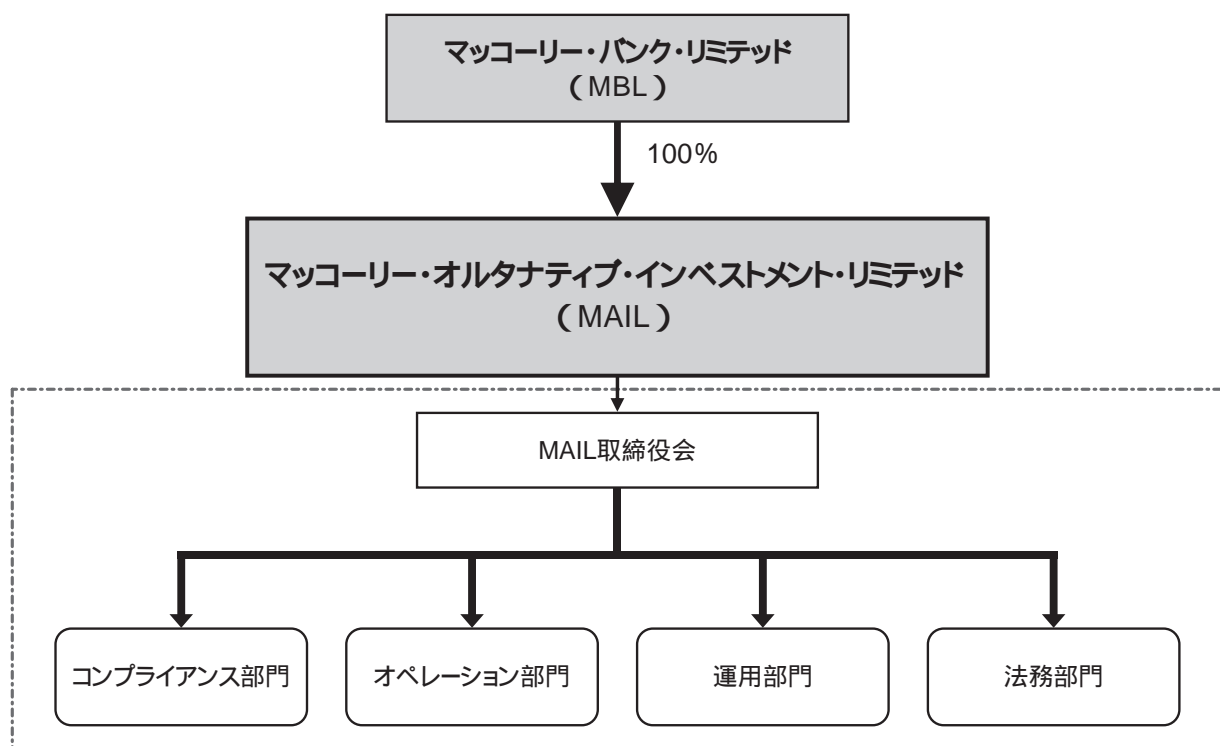 マッコーリー・バンク・リミテッド
(MBL)
100%
マッコーリー・オルタナティブ・インベストメント・リミテッド
(MAIL)
MAIL取締役会
コンプライアンス部門
オペレーション部門
運用部門
法務部門